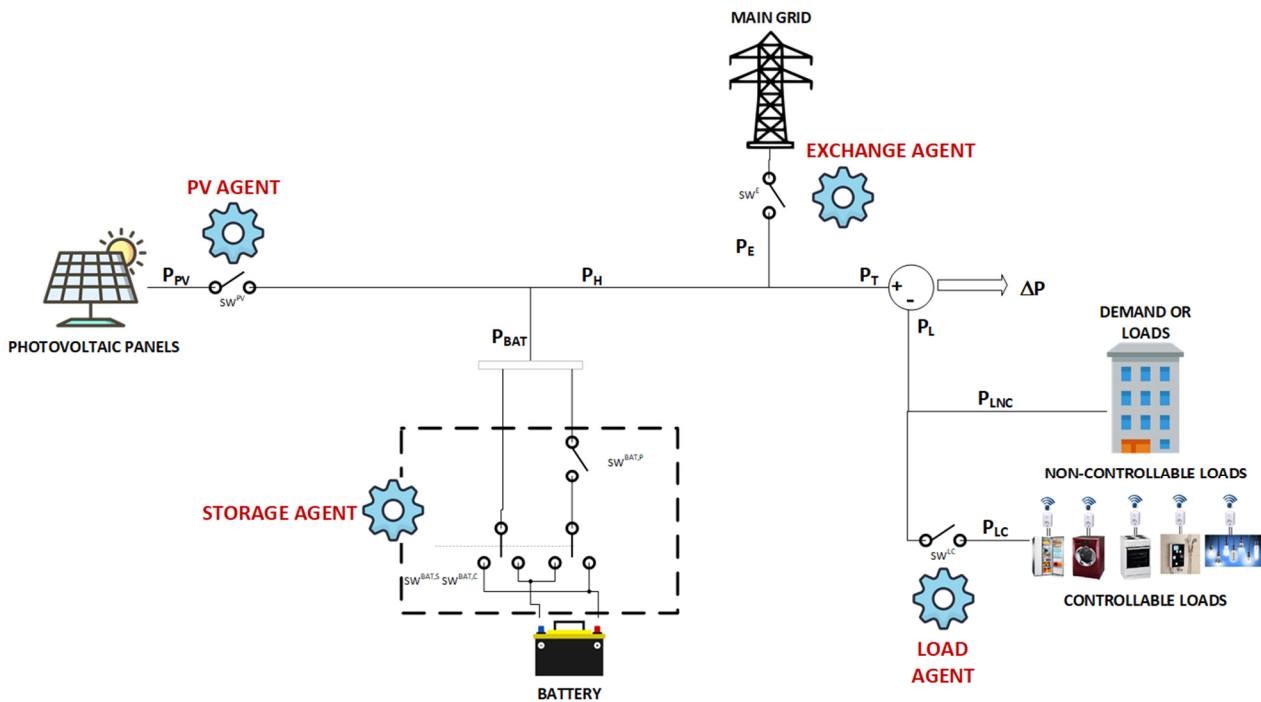 MAIN GRID
EXCHANGE AGENT
SW^E
P_E
PV AGENT
P_PV
SW^PV
PHOTOVOLTAIC PANELS
P_H
P_T
+
-
ΔP
P_L
P_BAT
DEMAND OR
LOADS
P_LNC
NON-CONTROLLABLE LOADS
SW^BAT,P
STORAGE AGENT
SW^BAT,S SW^BAT,C
BATTERY
SW^LC
P_LC
CONTROLLABLE LOADS
LOAD
AGENT